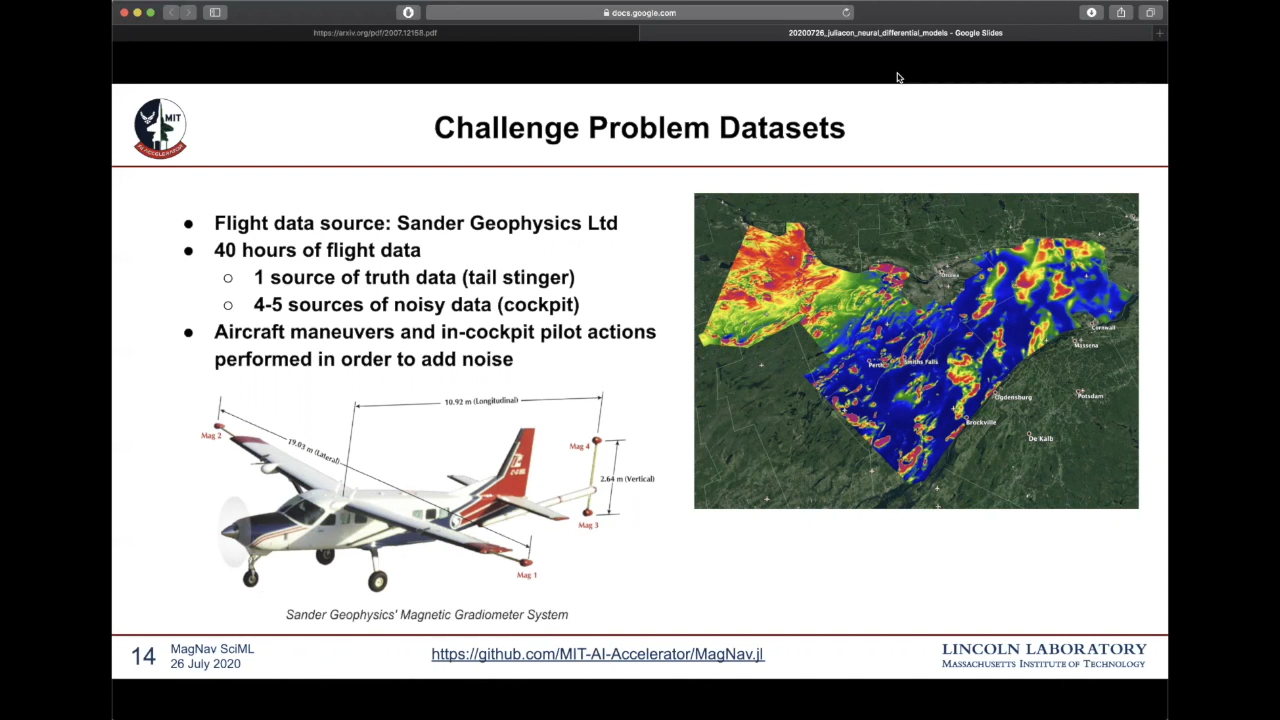 docs.google.com
https://arxiv.org/pdf/2007.12158.pdf
20200726_juliacon_neural_differential_models - Google Slides
MIT
AI ACCELERATOR
Challenge Problem Datasets
● Flight data source: Sander Geophysics Ltd
● 40 hours of flight data
○ 1 source of truth data (tail stinger)
○ 4-5 sources of noisy data (cockpit)
● Aircraft maneuvers and in-cockpit pilot actions
performed in order to add noise
10.92 m (Longitudinal)
Mag 2
19.03 m (Lateral)
Mag 4
2.64 m (Vertical)
Mag 3
Mag 1
Sander Geophysics' Magnetic Gradiometer System
Ottawa
Cornwall
Massena
Perth
Smiths Falls
Ogdensburg
Potsdam
Brockville
De Kalb
14
MagNav SciML
26 July 2020
https://github.com/MIT-AI-Accelerator/MagNav.jl
LINCOLN LABORATORY
MASSACHUSETTS INSTITUTE OF TECHNOLOGY